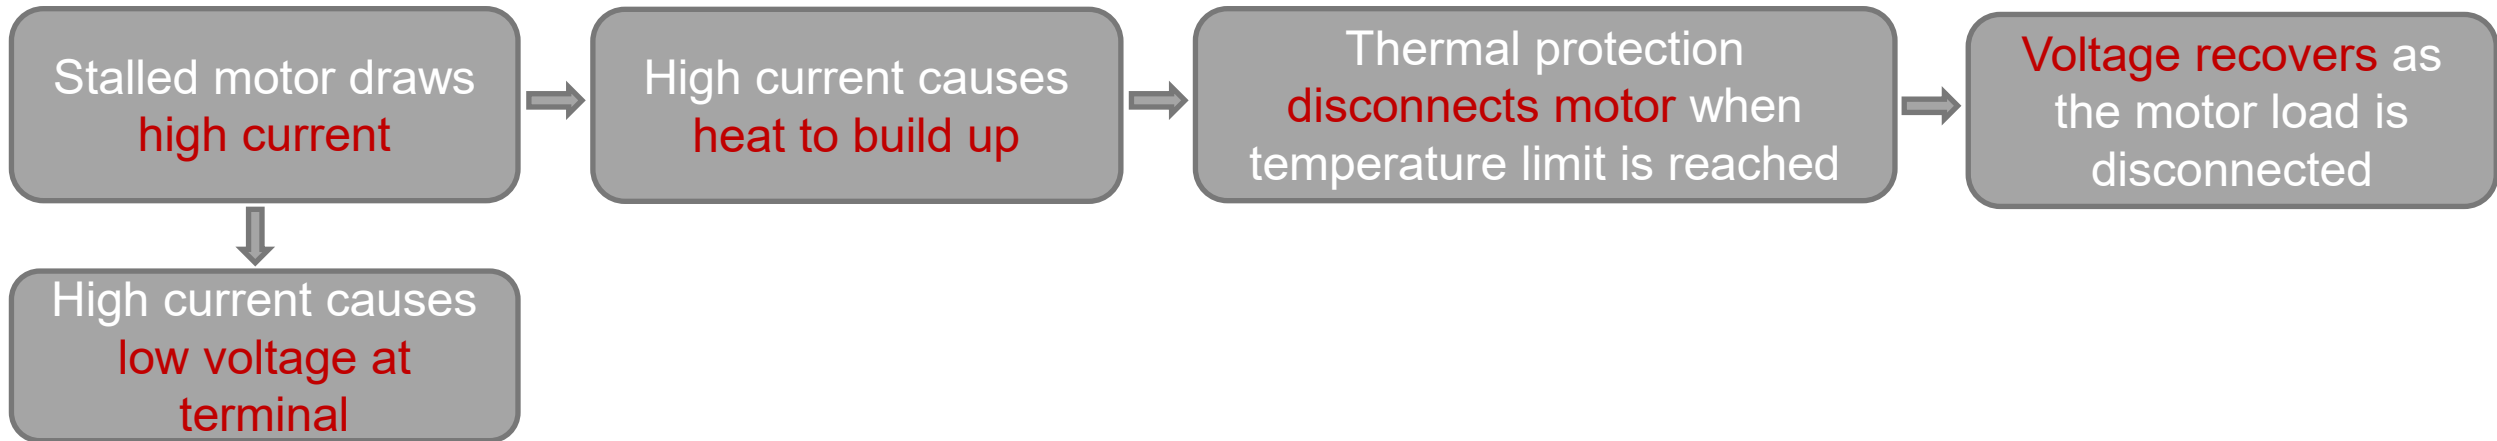 Stalled motor draws
high current
High current causes
heat to build up
Thermal protection
disconnects motor when
temperature limit is reached
Voltage recovers as
the motor load is
disconnected
High current causes
low voltage at
terminal